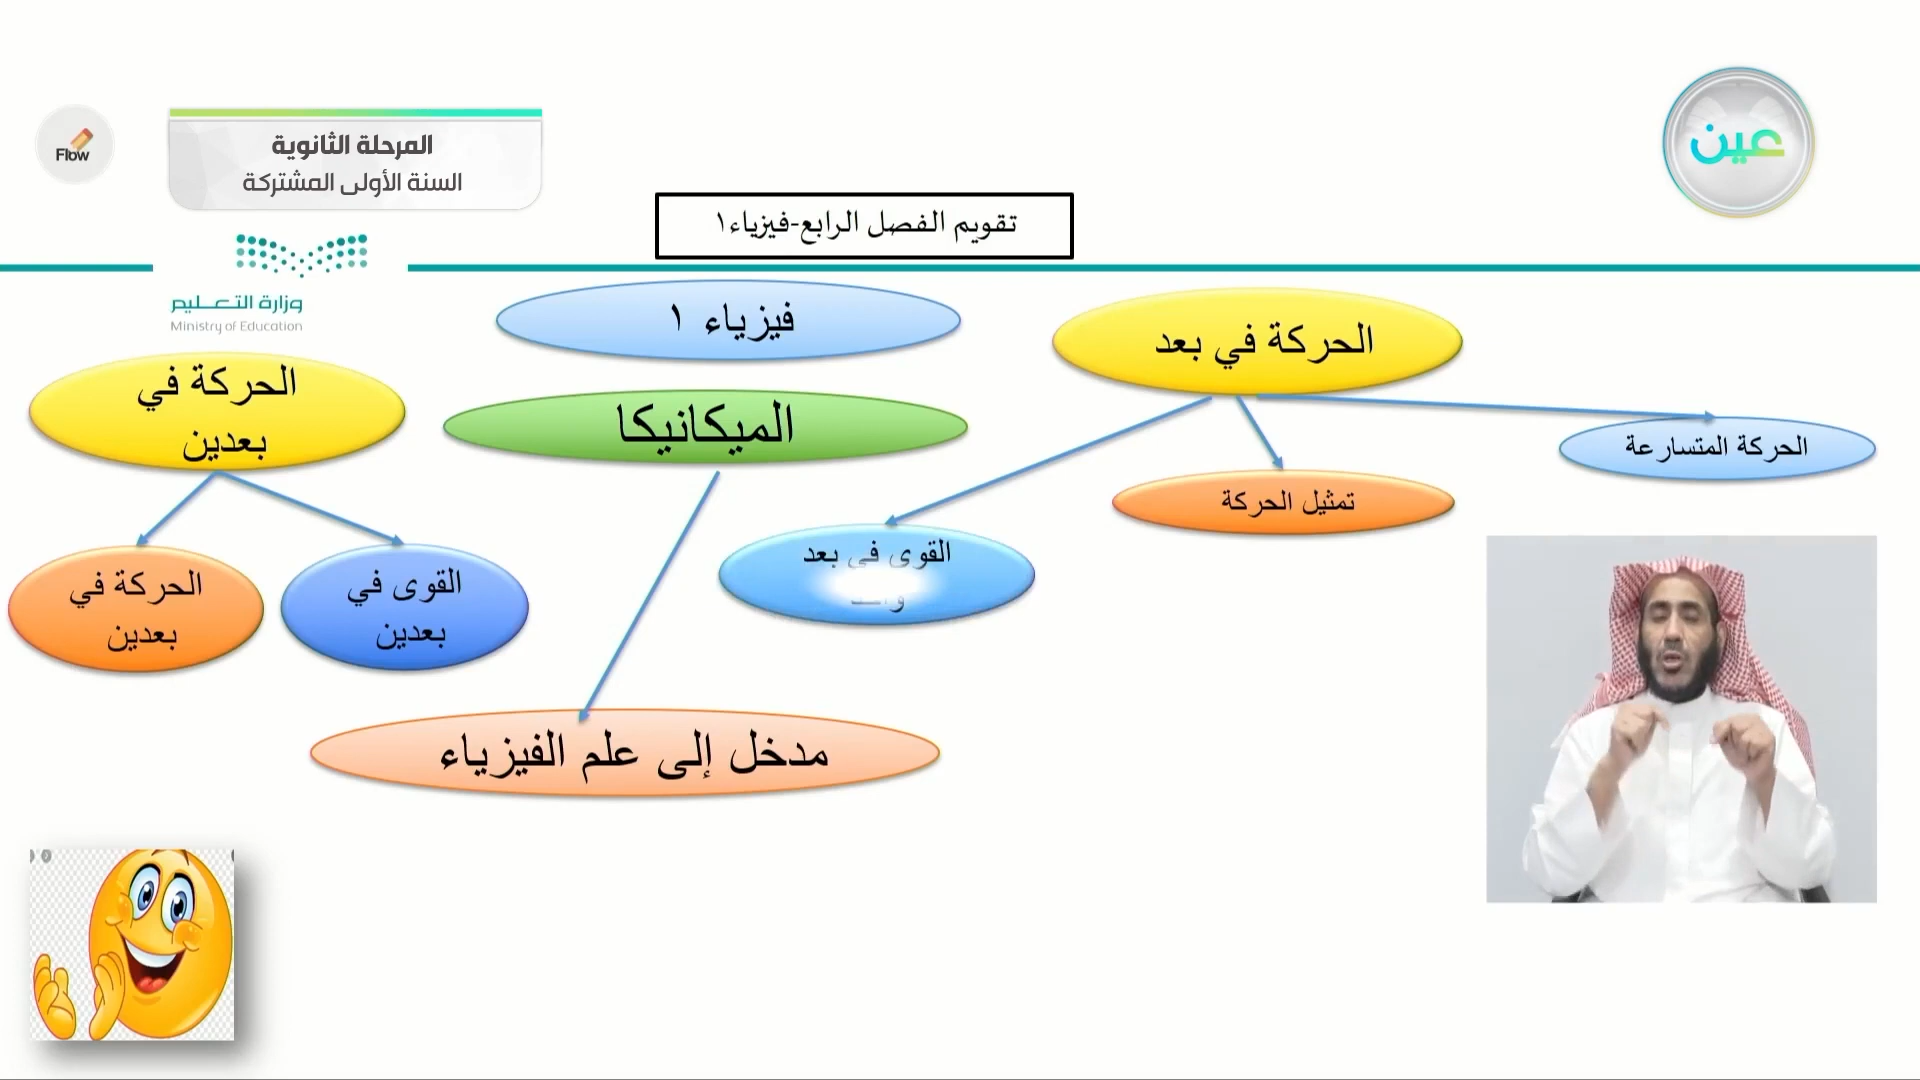 عين
المرحلة الثانوية
السنة الأولى المشتركة
Flow
تقويم الفصل الرابع-فيزياء١
وزارة التعليم
Ministry of Education
فيزياء ١
الحركة في بعد
الحركة في
بعدين
الميكانيكا
الحركة المتسارعة
تمثيل الحركة
القوى في بعد
القوى في
بعدين
الحركة في
بعدين
مدخل إلى علم الفيزياء